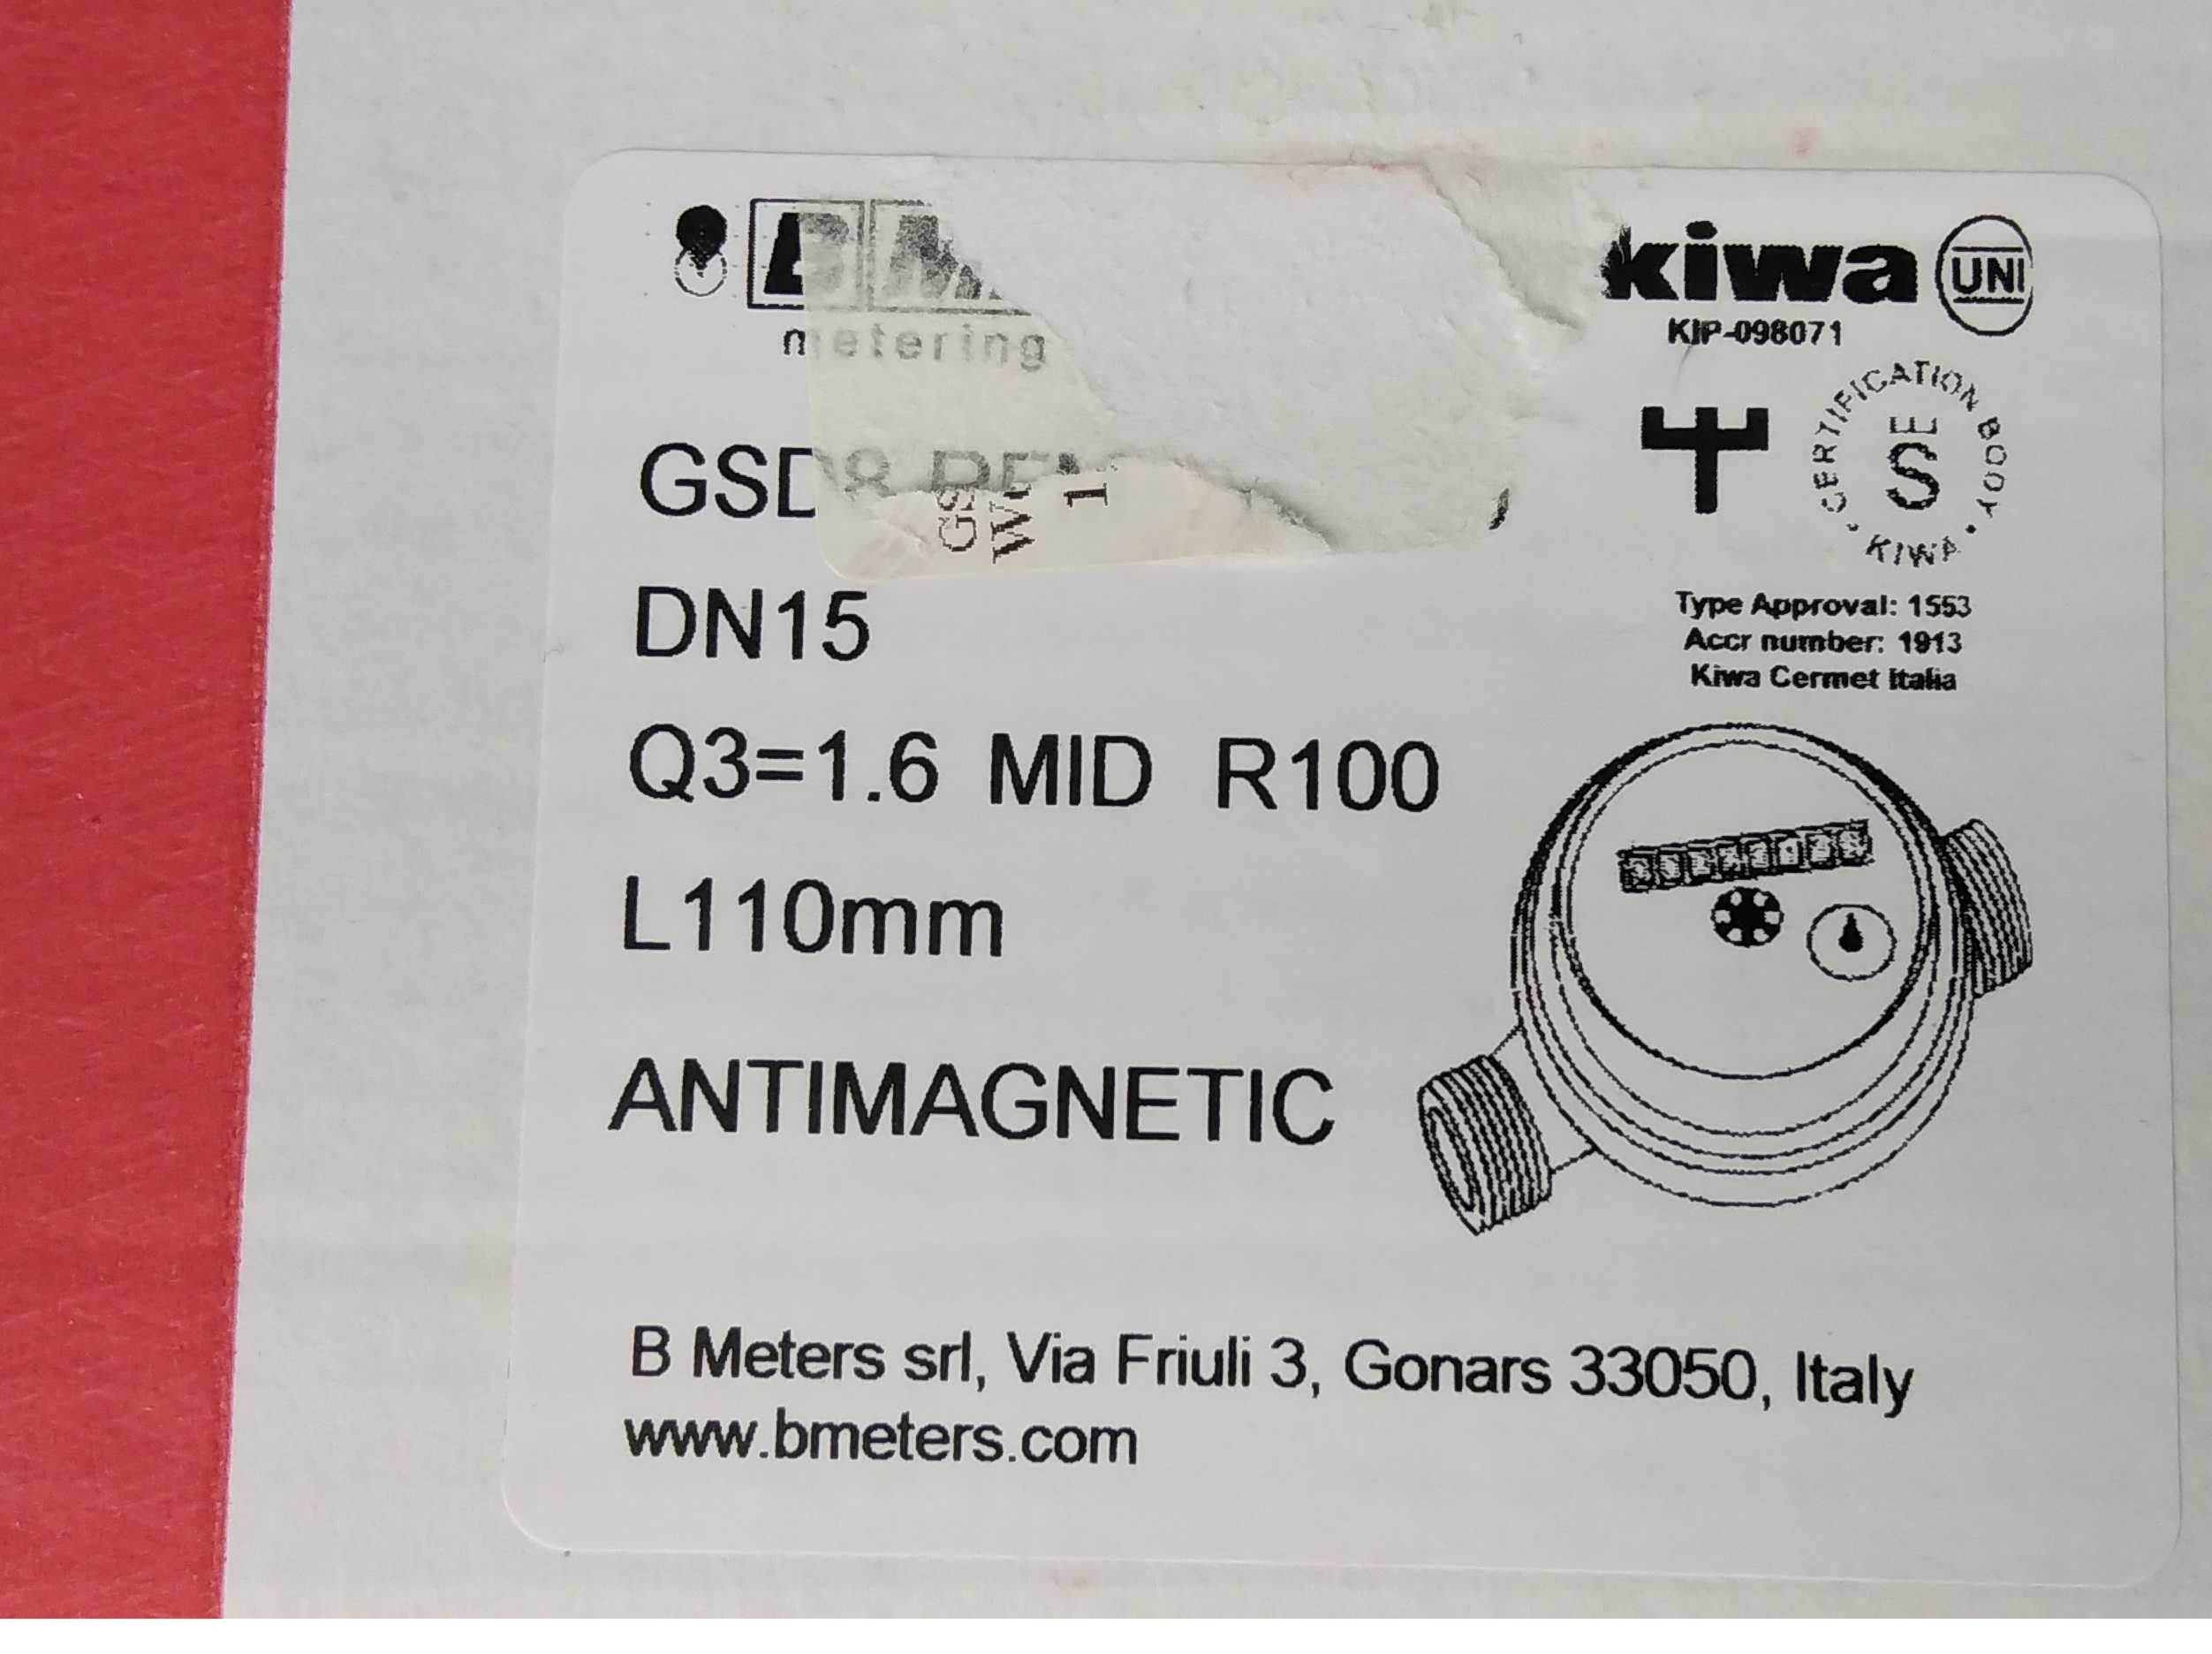 metering
kiwa UNI
KIP-098071
CERTIFICATION BODY • KIWA •
S
DN15
Q3=1.6 MID R100
L110mm
ANTIMAGNETIC
Type Approval: 1553
Accr number: 1913
Kiwa Cermet Italia
B Meters srl, Via Friuli 3, Gonars 33050, Italy
www.bmeters.com